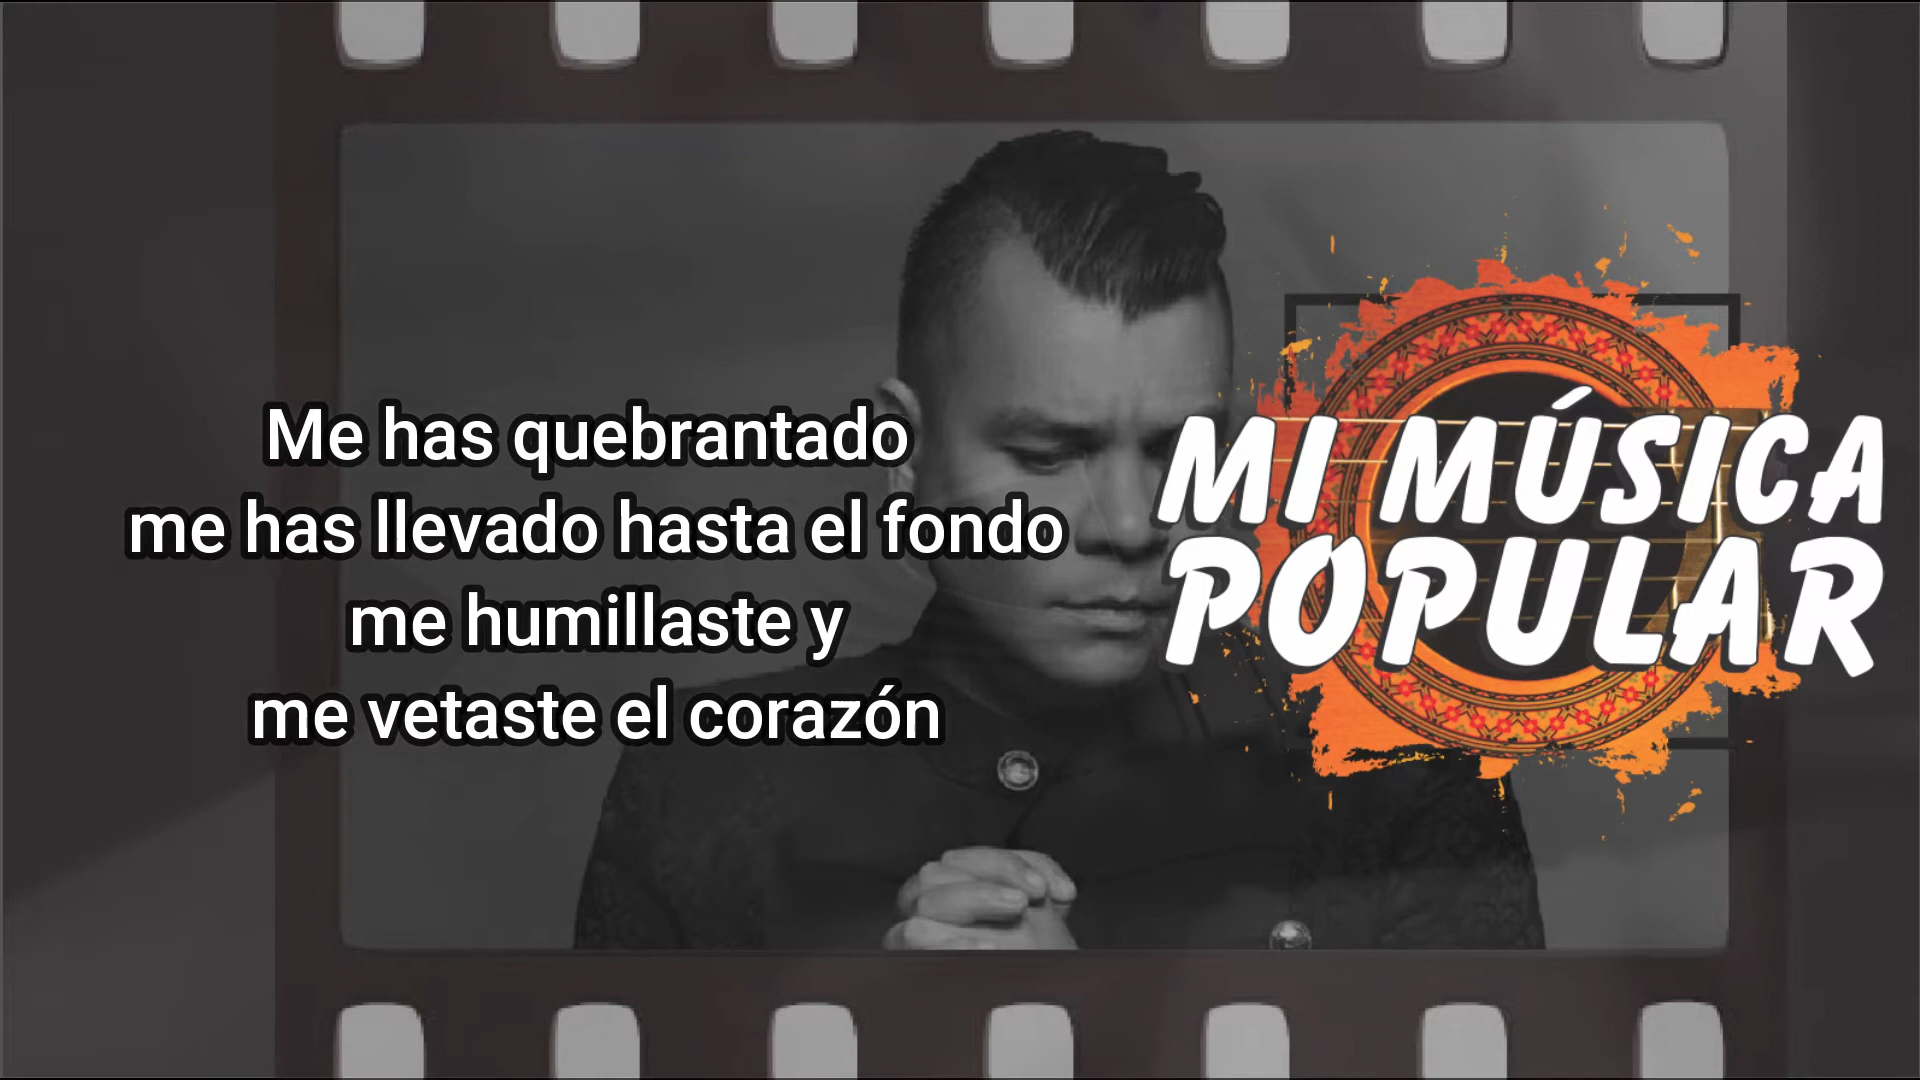 Me has quebrantado
me has llevado hasta el fondo
me humillaste y
me vetaste el corazón
MI MÚSICA
POPULAR